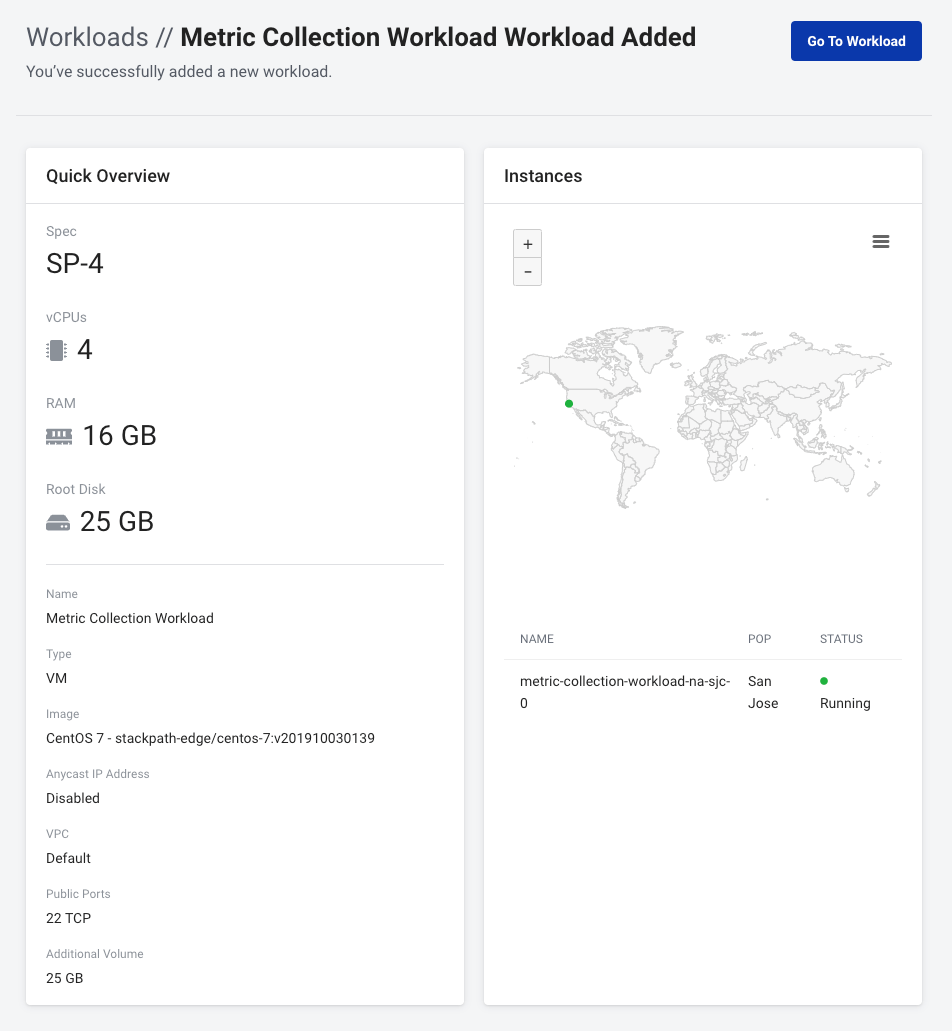 Workloads // Metric Collection Workload Workload Added
Go To Workload
You’ve successfully added a new workload.
Quick Overview
Spec
SP-4
vCPUs
4
RAM
16 GB
Root Disk
25 GB
Name
Metric Collection Workload
Type
VM
Image
CentOS 7 - stackpath-edge/centos-7:v201910030139
Anycast IP Address
Disabled
VPC
Default
Public Ports
22 TCP
Additional Volume
25 GB
Instances
+
−
NAME POP STATUS
metric-collection-workload-na-sjc- San
0 Jose Running